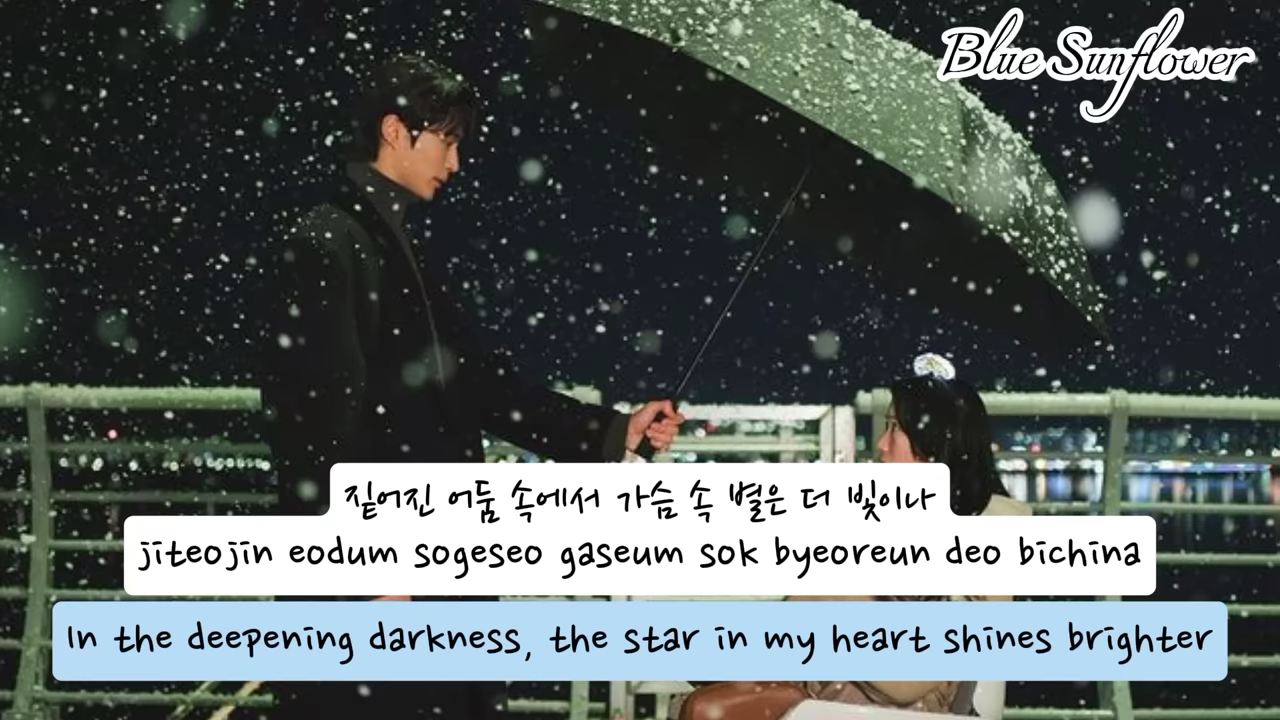 Blue Sunflower
짙어진 어둠 속에서 가슴 속 별은 더 빛이나
jiteojin eodum sogeseo gaseum sok byeoreun deo bichina
In the deepening darkness, the star in my heart shines brighter